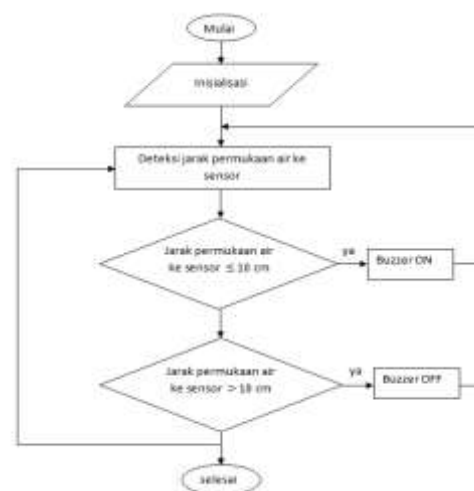 Mulai
Inisialisasi
Deteksi jarak permukaan air ke
sensor
Jarak permukaan air
ke sensor ≤ 10 cm
ya
Buzzer ON
Jarak permukaan air
ke sensor > 10 cm
ya
Buzzer OFF
selesai